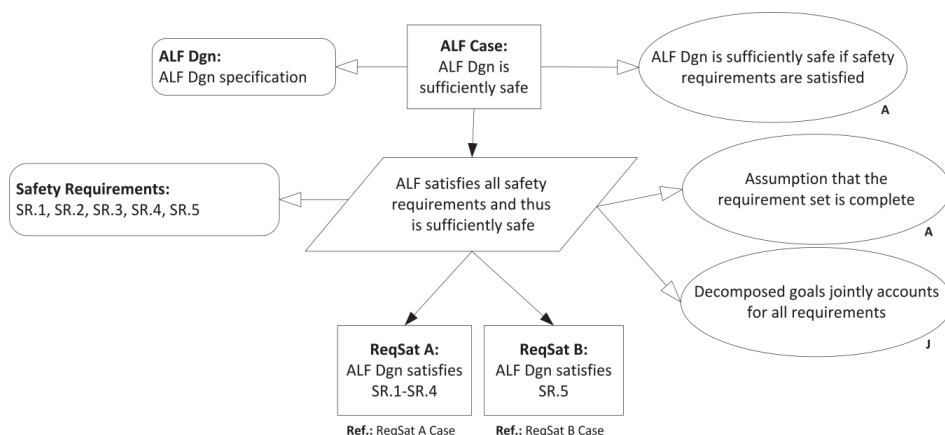 ALF Dgn:
ALF Dgn specification
ALF Case:
ALF Dgn is
sufficiently safe
ALF Dgn is sufficiently safe if safety
requirements are satisfied
A
Safety Requirements:
SR.1, SR.2, SR.3, SR.4, SR.5
ALF satisfies all safety
requirements and thus
is sufficiently safe
Assumption that the
requirement set is complete
A
Decomposed goals jointly accounts
for all requirements
J
ReqSat A:
ALF Dgn satisfies
SR.1-SR.4
Ref.: ReqSat A Case
ReqSat B:
ALF Dgn satisfies
SR.5
Ref.: ReqSat B Case